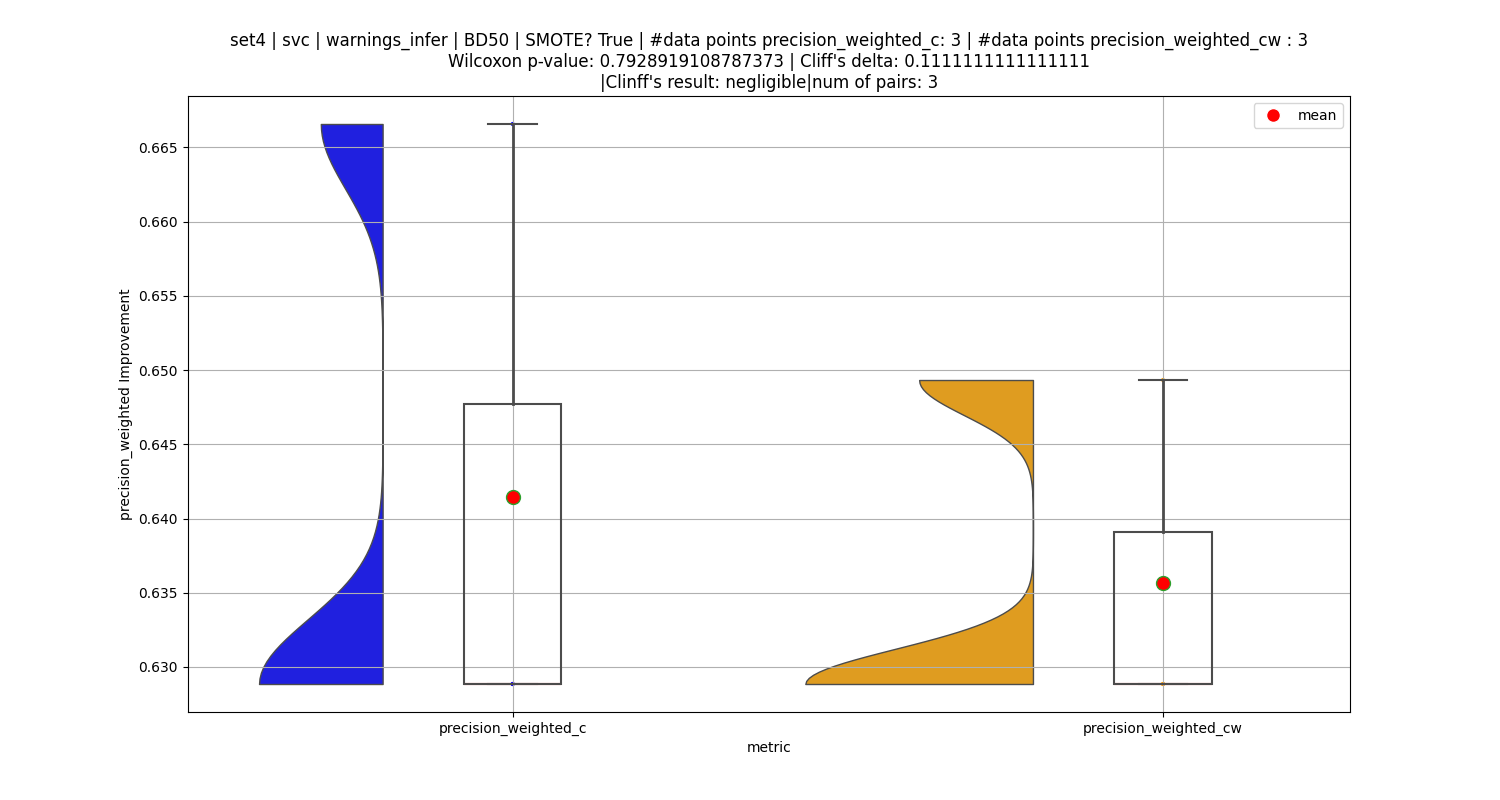 set4 | svc | warnings_infer | BD50 | SMOTE? True | #data points precision_weighted_c: 3 | #data points precision_weighted_cw : 3
Wilcoxon p-value: 0.7928919108787373 | Cliff's delta: 0.1111111111111111
|Clinff's result: negligible|num of pairs: 3
mean
0.665
0.660
0.655
0.650
0.645
0.640
0.635
0.630
precision_weighted Improvement
precision_weighted_c
precision_weighted_cw
metric